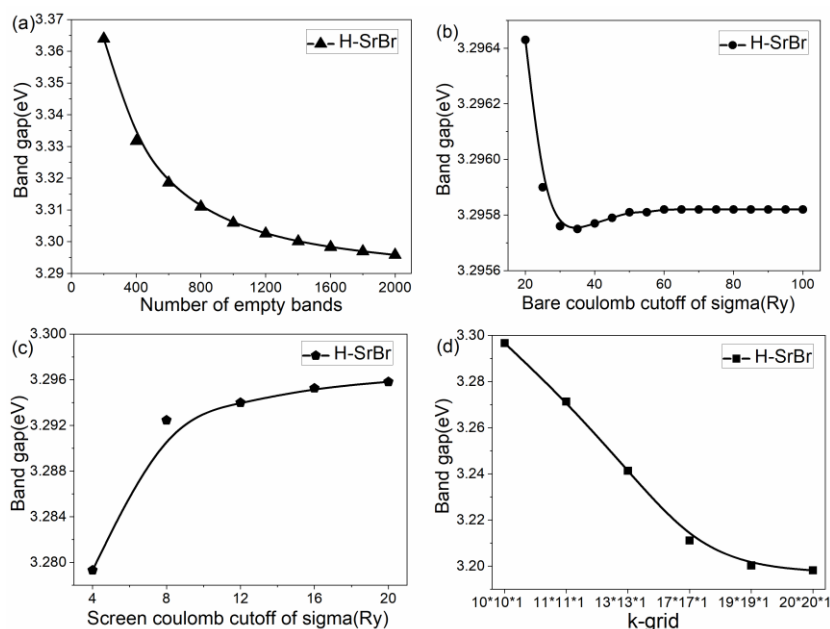 (a)
H-SrBr
3.37
3.36
3.35
3.34
3.33
3.32
3.31
3.30
3.29
Band gap(eV)
0 400 800 1200 1600 2000
Number of empty bands
(b)
H-SrBr
3.2964
3.2962
3.2960
3.2958
3.2956
Band gap(eV)
20 40 60 80 100
Bare coulomb cutoff of sigma(Ry)
(c)
H-SrBr
3.300
3.296
3.292
3.288
3.284
3.280
Band gap(eV)
4 8 12 16 20
Screen coulomb cutoff of sigma(Ry)
(d)
H-SrBr
3.30
3.28
3.26
3.24
3.22
3.20
Band gap(eV)
10*10*1 11*11*1 13*13*1 17*17*1 19*19*1 20*20*1
k-grid